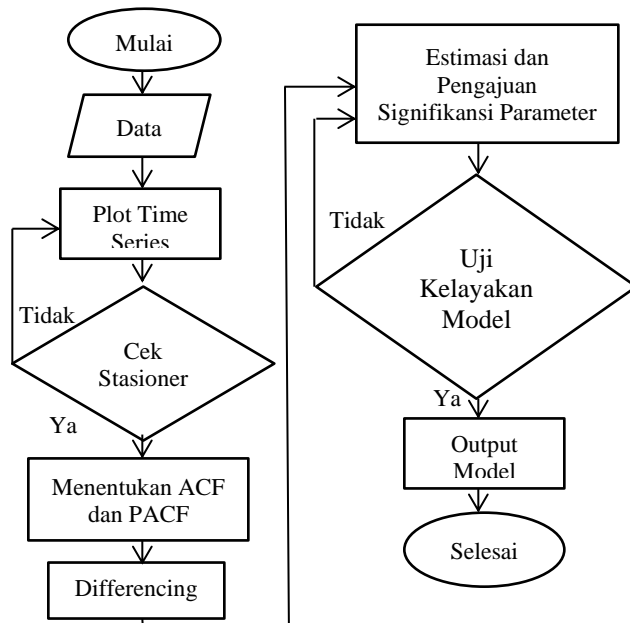 Mulai
Data
Plot Time
Series
Tidak
Cek
Stasioner
Ya
Menentukan ACF
dan PACF
Differencing
Estimasi dan
Pengajuan
Signifikansi Parameter
Tidak
Uji
Kelayakan
Model
Ya
Output
Model
Selesai